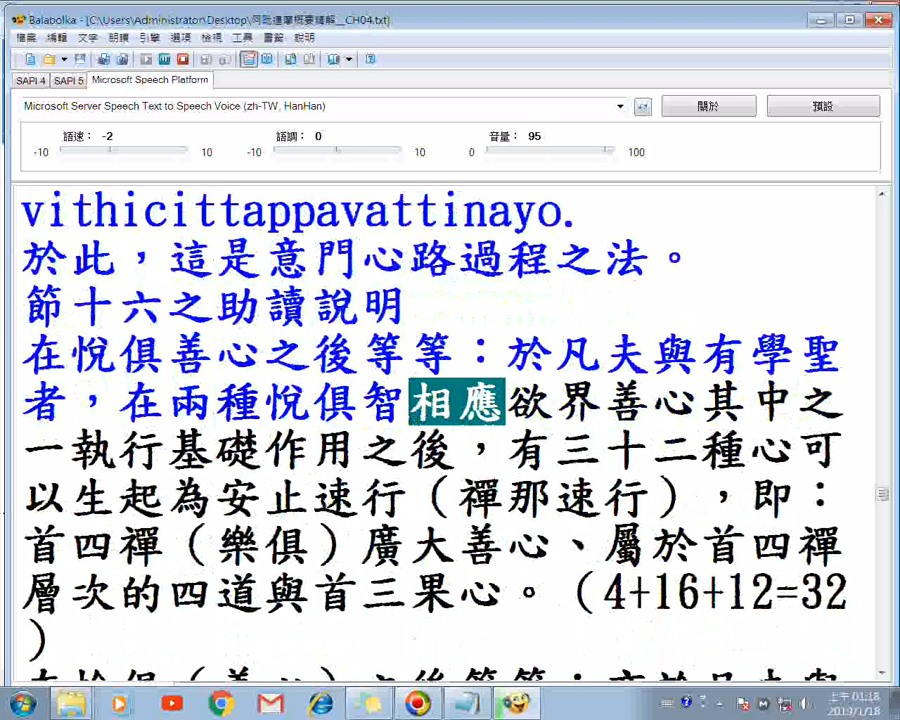 Balabolka - [C:\Users\Administrator\Desktop\阿毗達摩概要精解__CH04.txt]
檔案 編輯 文字 朗讀 引擎 選項 檢視 工具 書籤 說明
SAPI 4 SAPI 5 Microsoft Speech Platform
Microsoft Server Speech Text to Speech Voice (zh-TW, HanHan) 關於 預設
語速： -2 語調： 0 音量： 95
-10 10 -10 10 0 100
vithicittappavattinayo.
於此，這是意門心路過程之法。
節十六之助讀說明
在悅俱善心之後等等：於凡夫與有學聖
者，在兩種悅俱智相應欲界善心其中之
一執行基礎作用之後，有三十二種心可
以生起為安止速行（禪那速行），即：
首四禪（樂俱）廣大善心、屬於首四禪
層次的四道與首三果心。（4+16+12=32
）
上午 01:18
2019/1/18